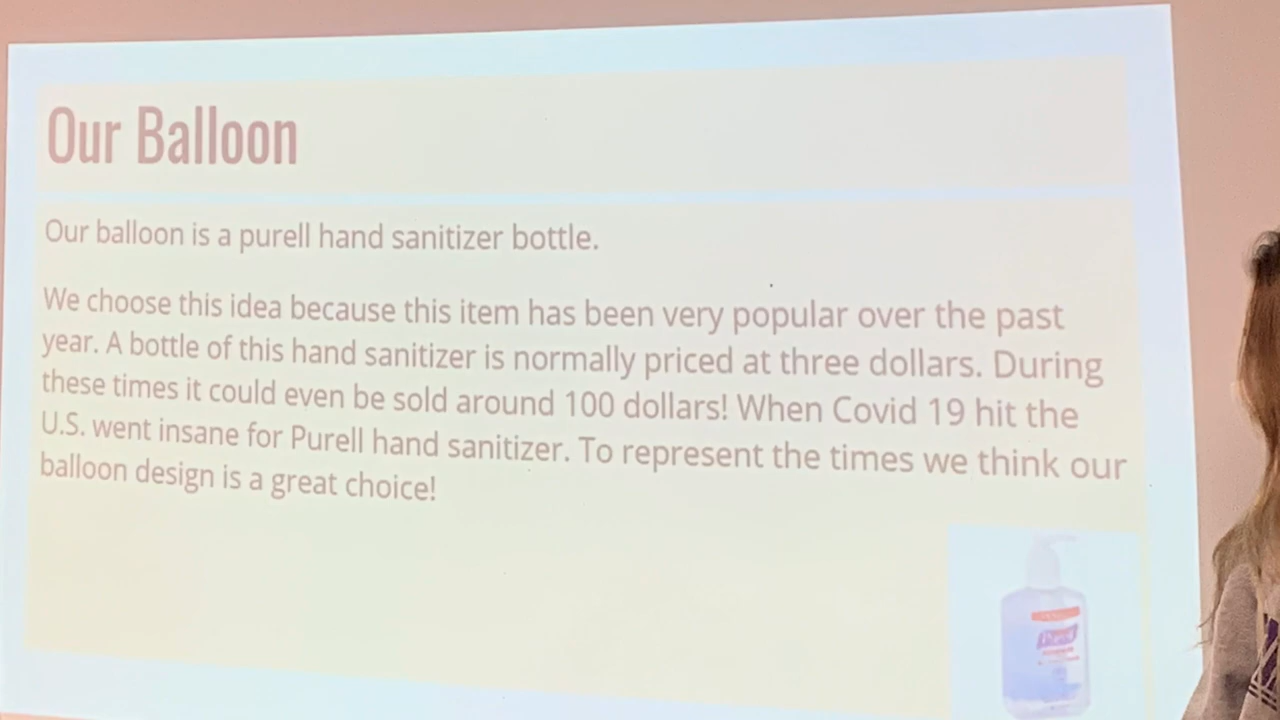 Our Balloon
Our balloon is a purell hand sanitizer bottle.
We choose this idea because this item has been very popular over the past
year. A bottle of this hand sanitizer is normally priced at three dollars. During
these times it could even be sold around 100 dollars! When Covid 19 hit the
U.S. went insane for Purell hand sanitizer. To represent the times we think our
balloon design is a great choice!
Purell